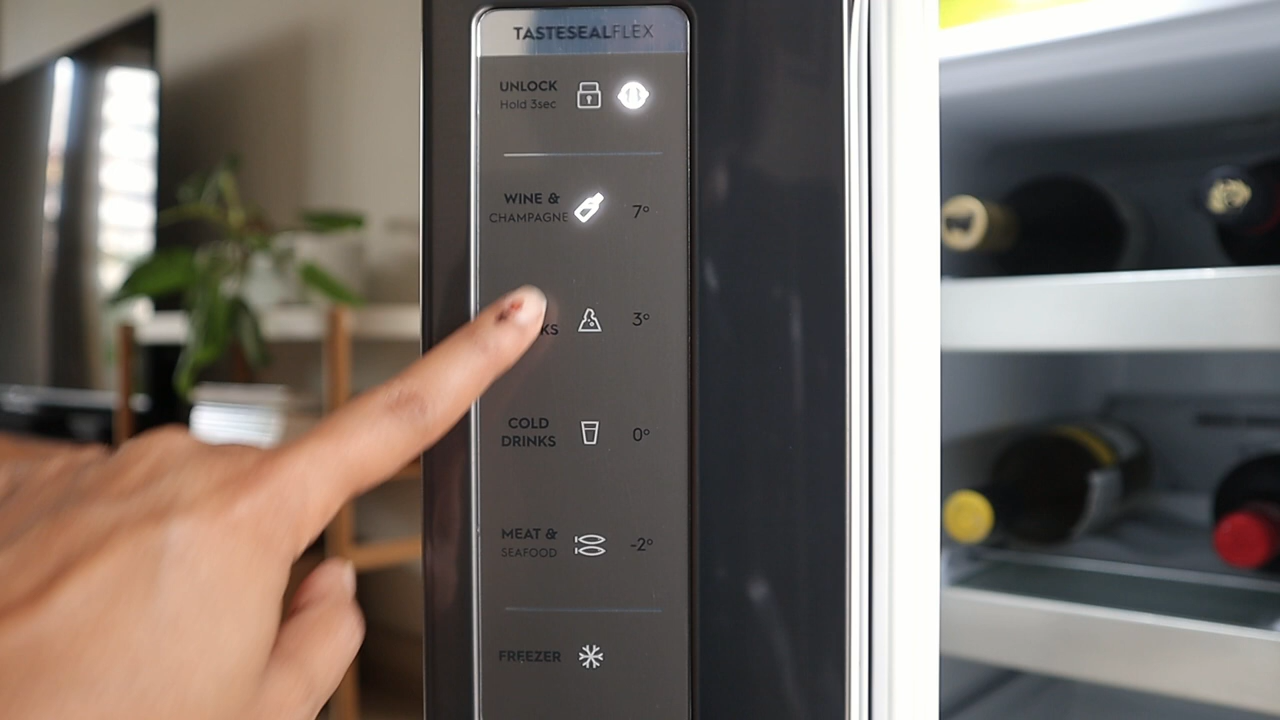 TASTESEALFLEX
UNLOCK
Hold 3sec
WINE &
CHAMPAGNE
7°
3°
COLD
DRINKS
0°
MEAT &
SEAFOOD
-2°
FREEZER